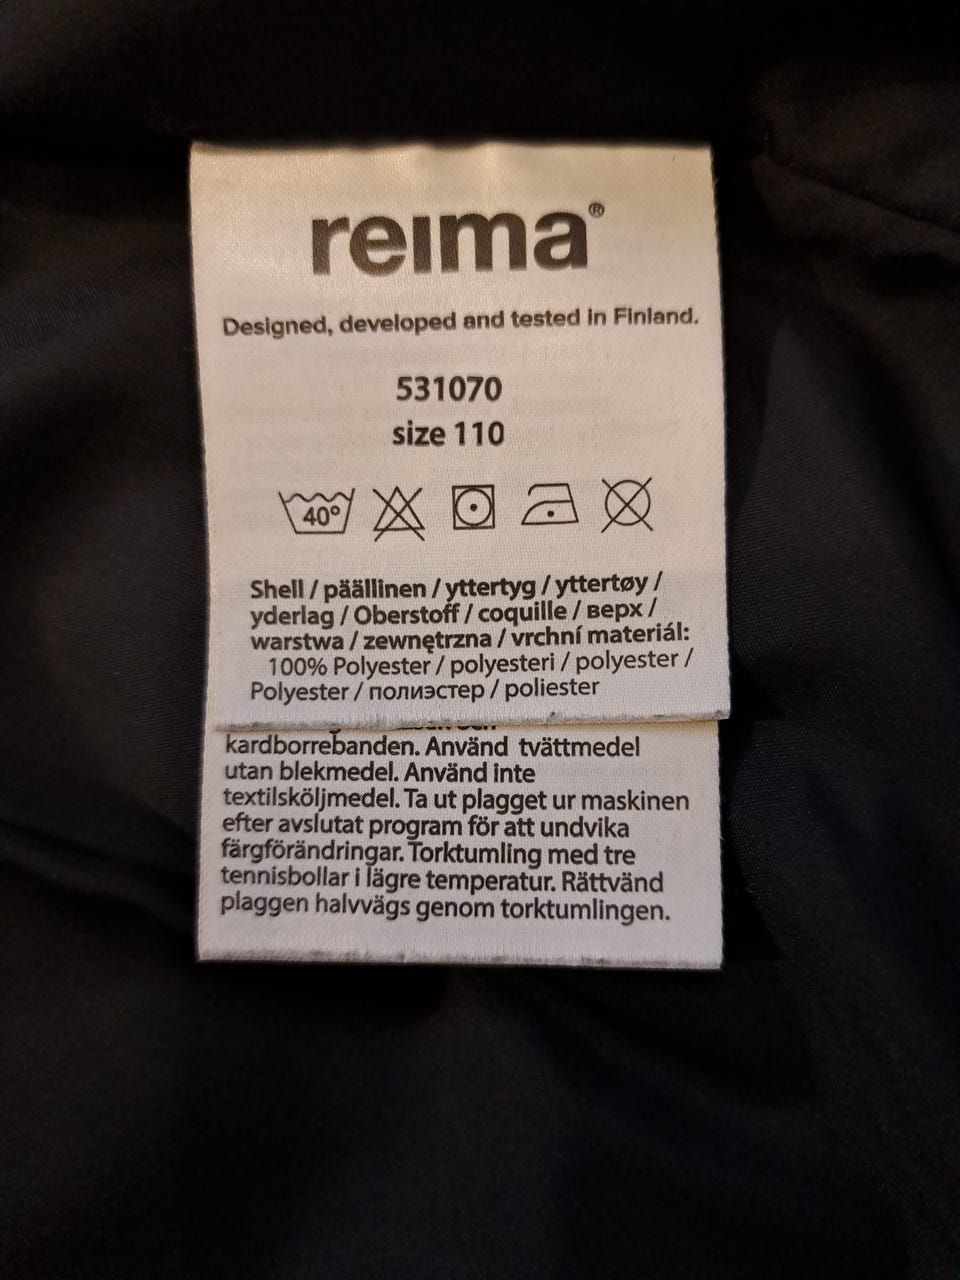 reima®
Designed, developed and tested in Finland.
531070
size 110
40°
Shell / päällinen / yttertyg / yttertøy /
yderlag / Oberstoff / coquille / верх /
warstwa / zewnętrzna / vrchní materiál:
100% Polyester / polyesteri / polyester /
Polyester / полиэстер / poliester
kardborrebanden. Använd tvättmedel
utan blekmedel. Använd inte
textilsköljmedel. Ta ut plagget ur maskinen
efter avslutat program för att undvika
färgförändringar. Torktumling med tre
tennisbollar i lägre temperatur. Rättvänd
plaggen halvvägs genom torktumlingen.